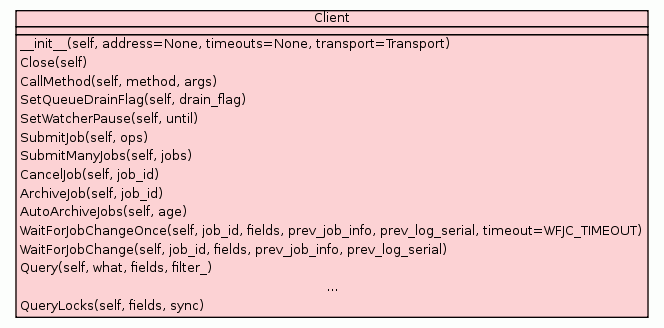 Client
__init__(self, address=None, timeouts=None, transport=Transport)
Close(self)
CallMethod(self, method, args)
SetQueueDrainFlag(self, drain_flag)
SetWatcherPause(self, until)
SubmitJob(self, ops)
SubmitManyJobs(self, jobs)
CancelJob(self, job_id)
ArchiveJob(self, job_id)
AutoArchiveJobs(self, age)
WaitForJobChangeOnce(self, job_id, fields, prev_job_info, prev_log_serial, timeout=WFJC_TIMEOUT)
WaitForJobChange(self, job_id, fields, prev_job_info, prev_log_serial)
Query(self, what, fields, filter_)
...
QueryLocks(self, fields, sync)